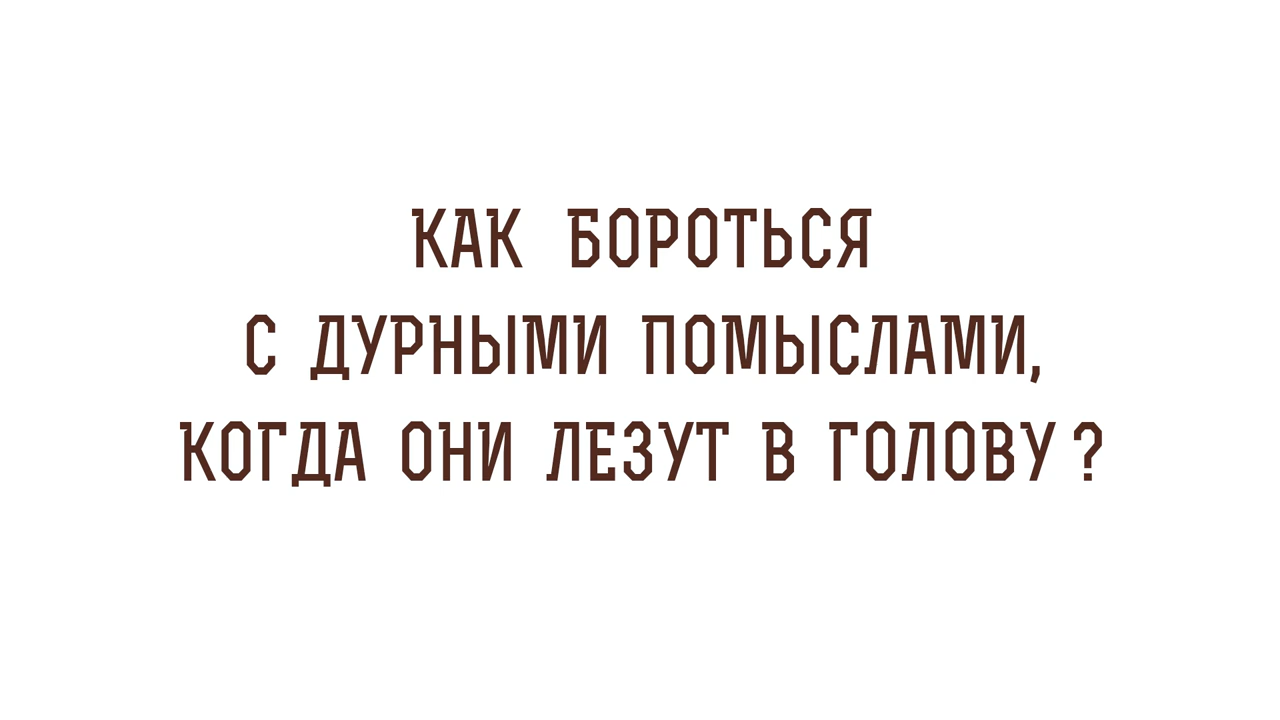 КАК БОРОТЬСЯ
С ДУРНЫМИ ПОМЫСЛАМИ,
КОГДА ОНИ ЛЕЗУТ В ГОЛОВУ?